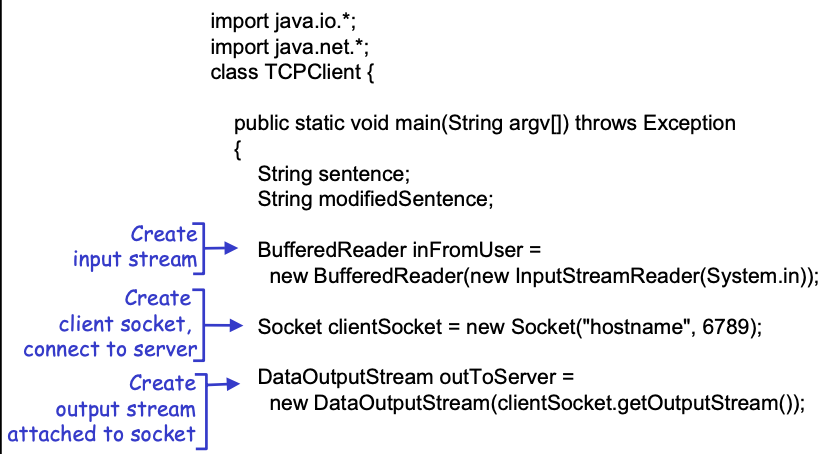 import java.io.*;
import java.net.*;
class TCPClient {
public static void main(String argv[]) throws Exception
{
String sentence;
String modifiedSentence;
Create
input stream
BufferedReader inFromUser =
new BufferedReader(new InputStreamReader(System.in));
Create
client socket,
connect to server
Socket clientSocket = new Socket("hostname", 6789);
Create
output stream
attached to socket
DataOutputStream outToServer =
new DataOutputStream(clientSocket.getOutputStream());